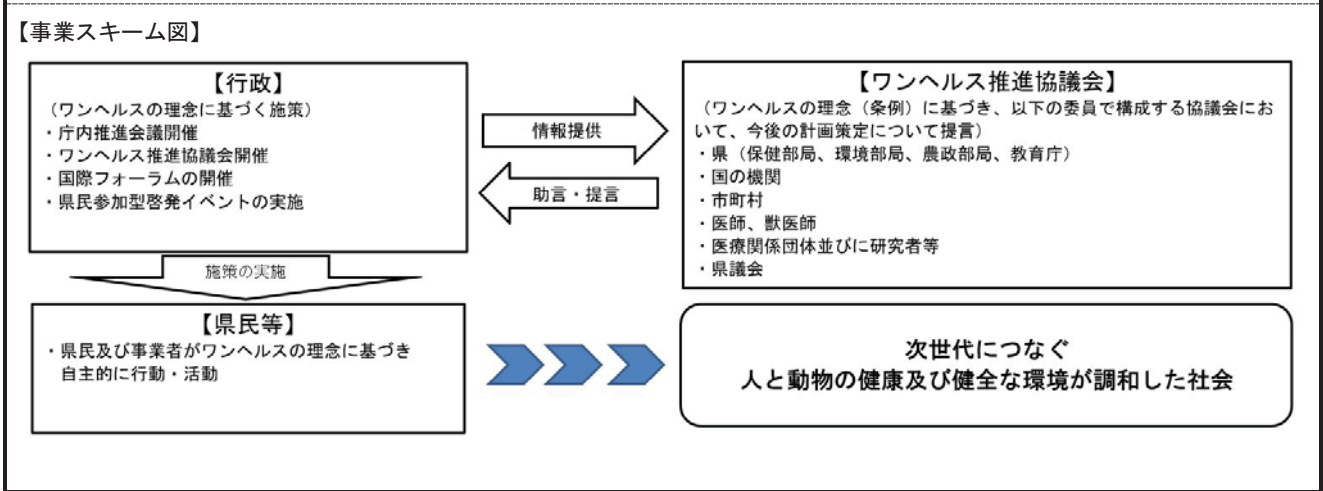 【事業スキーム図】
【行政】
（ワンヘルスの理念に基づく施策）
・庁内推進会議開催
・ワンヘルス推進協議会開催
・国際フォーラムの開催
・県民参加型啓発イベントの実施
情報提供
助言・提言
【ワンヘルス推進協議会】
（ワンヘルスの理念（条例）に基づき、以下の委員で構成する協議会にお
いて、今後の計画策定について提言）
・県（保健部局、環境部局、農政部局、教育庁）
・国の機関
・市町村
・医師、獣医師
・医療関係団体並びに研究者等
・県議会
施策の実施
【県民等】
・県民及び事業者がワンヘルスの理念に基づき
自主的に行動・活動
次世代につなぐ
人と動物の健康及び健全な環境が調和した社会